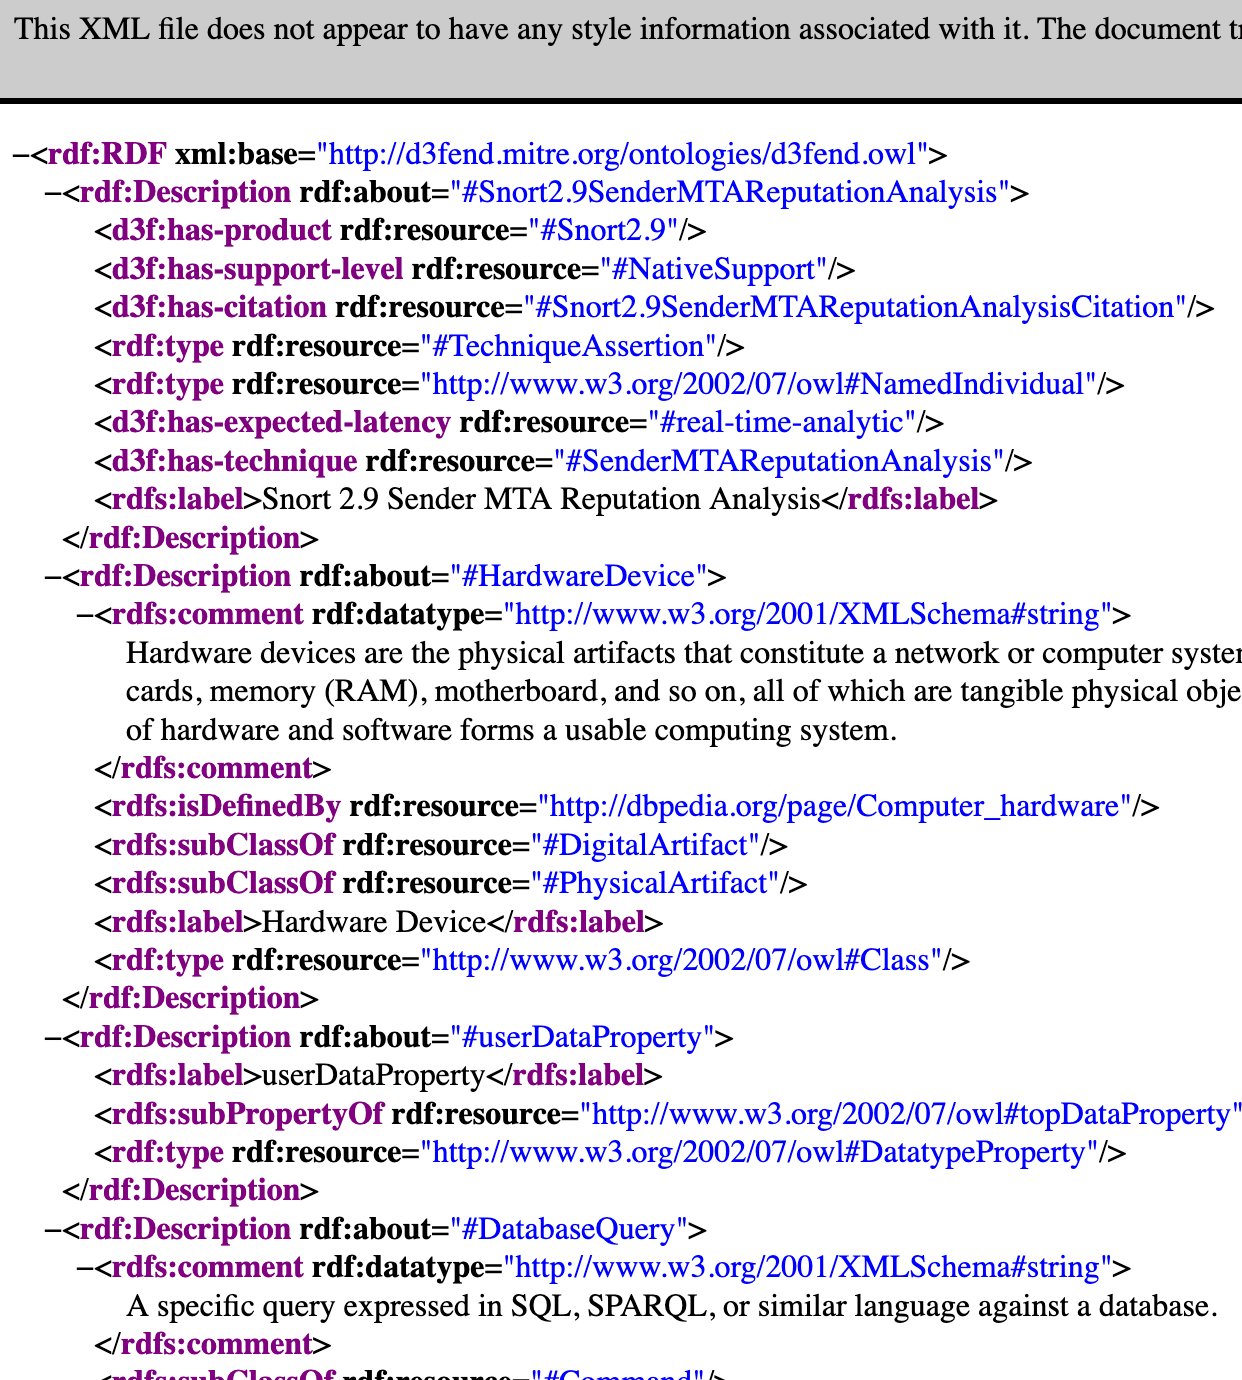 This XML file does not appear to have any style information associated with it. The document
–<rdf:RDF xml:base="http://d3fend.mitre.org/ontologies/d3fend.owl">
–<rdf:Description rdf:about="#Snort2.9SenderMTAReputationAnalysis">
<d3f:has-product rdf:resource="#Snort2.9"/>
<d3f:has-support-level rdf:resource="#NativeSupport"/>
<d3f:has-citation rdf:resource="#Snort2.9SenderMTAReputationAnalysisCitation"/>
<rdf:type rdf:resource="#TechniqueAssertion"/>
<rdf:type rdf:resource="http://www.w3.org/2002/07/owl#NamedIndividual"/>
<d3f:has-expected-latency rdf:resource="#real-time-analytic"/>
<d3f:has-technique rdf:resource="#SenderMTAReputationAnalysis"/>
<rdfs:label>Snort 2.9 Sender MTA Reputation Analysis</rdfs:label>
</rdf:Description>
–<rdf:Description rdf:about="#HardwareDevice">
–<rdfs:comment rdf:datatype="http://www.w3.org/2001/XMLSchema#string">
Hardware devices are the physical artifacts that constitute a network or computer
cards, memory (RAM), motherboard, and so on, all of which are tangible physical
of hardware and software forms a usable computing system.
</rdfs:comment>
<rdfs:isDefinedBy rdf:resource="http://dbpedia.org/page/Computer_hardware"/>
<rdfs:subClassOf rdf:resource="#DigitalArtifact"/>
<rdfs:subClassOf rdf:resource="#PhysicalArtifact"/>
<rdfs:label>Hardware Device</rdfs:label>
<rdf:type rdf:resource="http://www.w3.org/2002/07/owl#Class"/>
</rdf:Description>
–<rdf:Description rdf:about="#userDataProperty">
<rdfs:label>userDataProperty</rdfs:label>
<rdfs:subPropertyOf rdf:resource="http://www.w3.org/2002/07/owl#topDataProperty"
<rdf:type rdf:resource="http://www.w3.org/2002/07/owl#DatatypeProperty"/>
</rdf:Description>
–<rdf:Description rdf:about="#DatabaseQuery">
–<rdfs:comment rdf:datatype="http://www.w3.org/2001/XMLSchema#string">
A specific query expressed in SQL, SPARQL, or similar language against a database.
</rdfs:comment>
<rdfs:subClassOf rdf:resource="#Command"/>